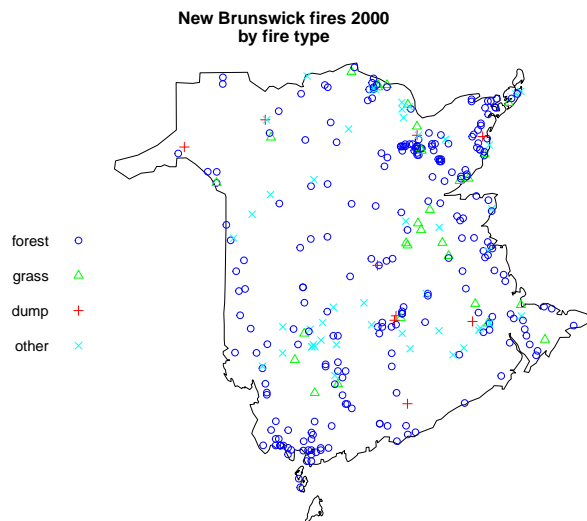 New Brunswick fires 2000
by fire type
forest
grass
dump
other